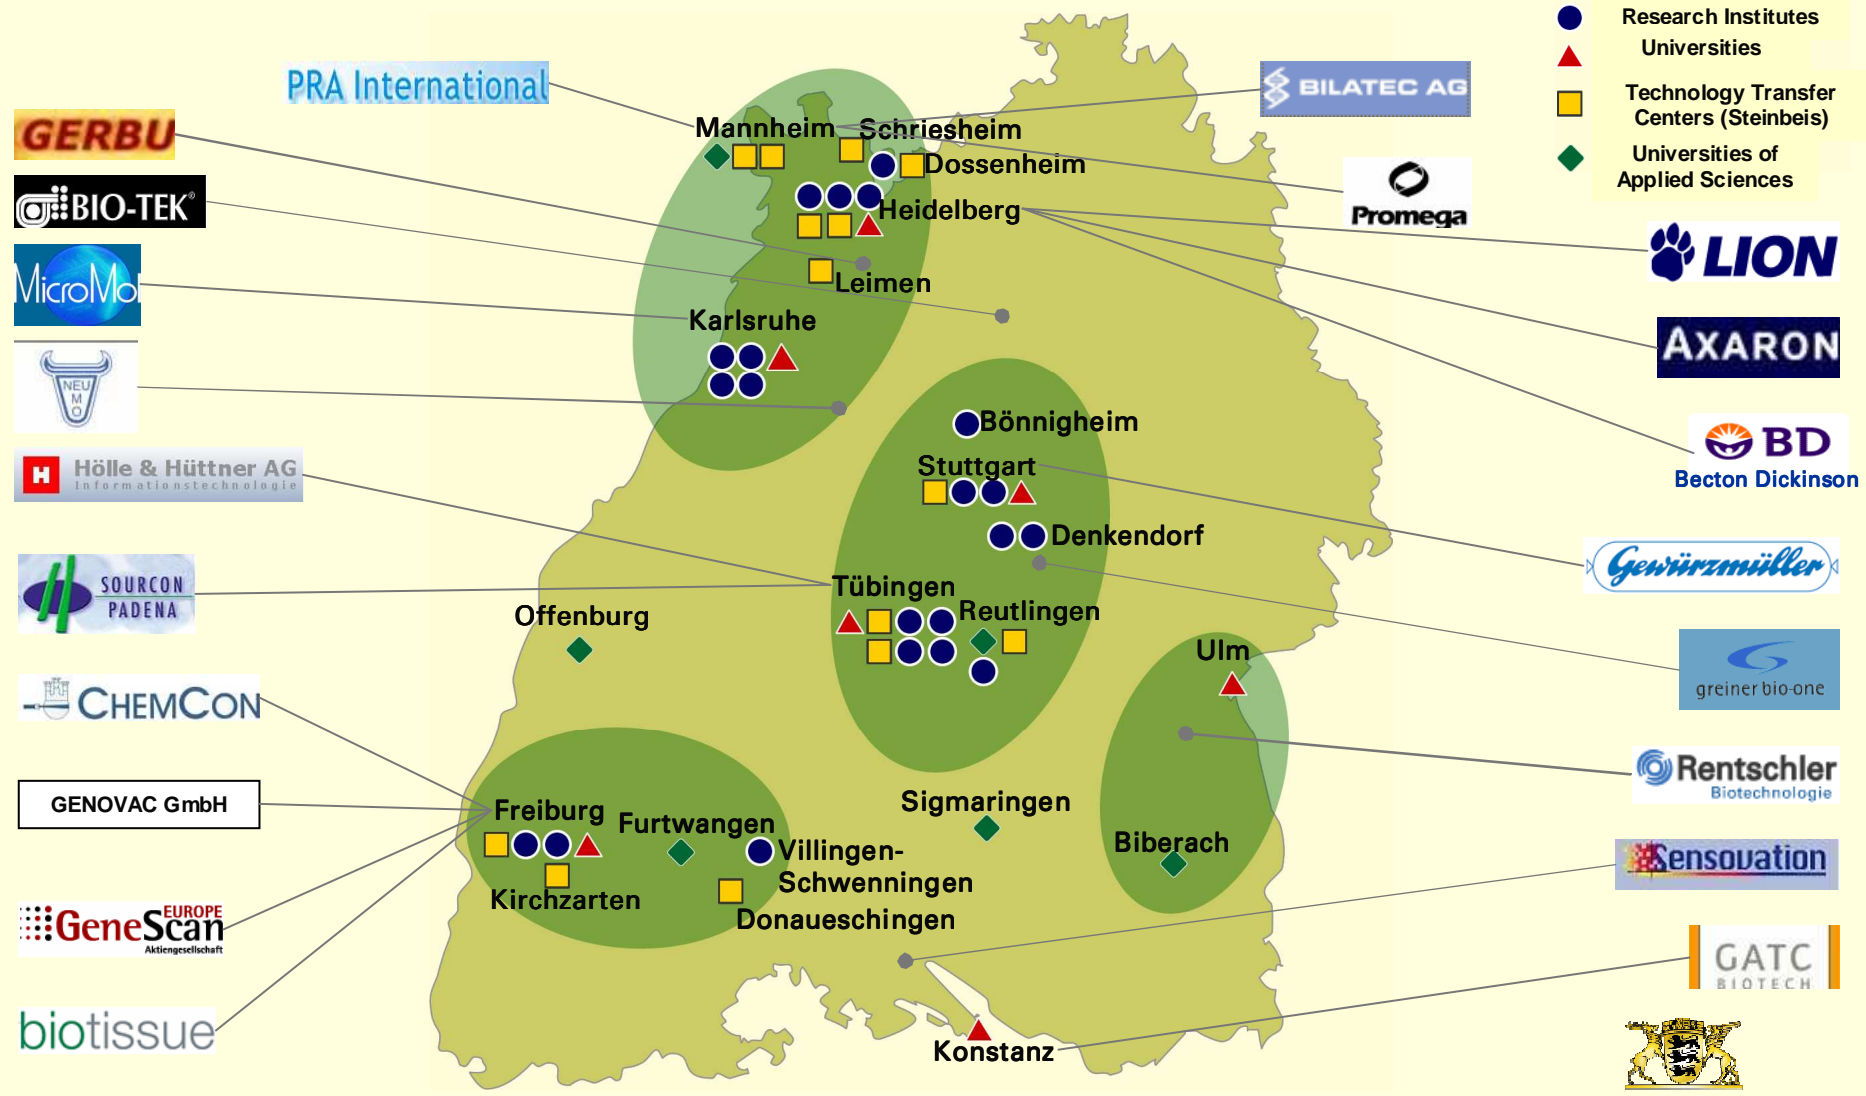 Research Institutes
Universities
Technology Transfer
Centers (Steinbeis)
Universities of
Applied Sciences
PRA International
GERBU
BIO-TEK®
MicroMol
NEU
M
O
H
Hölle & Hüttner AG
Informationstechnologie
SOURCON
PADENA
CHEMCON
GENOVAC GmbH
GeneScan
EUROPE
Aktiengesellschaft
biotissue
Mannheim
Schriesheim
Dossenheim
Heidelberg
Leimen
Karlsruhe
Bönnigheim
Stuttgart
Denkendorf
Tübingen
Reutlingen
Offenburg
Ulm
Sigmaringen
Biberach
Freiburg
Furtwangen
Villingen-
Schwenningen
Kirchzarten
Donaueschingen
Konstanz
BILATEC AG
Promega
LION
AXARON
BD
Becton Dickinson
Gewürzmüller
greiner bio-one
Rentschler
Biotechnologie
Sensovation
GATC
BIOTECH